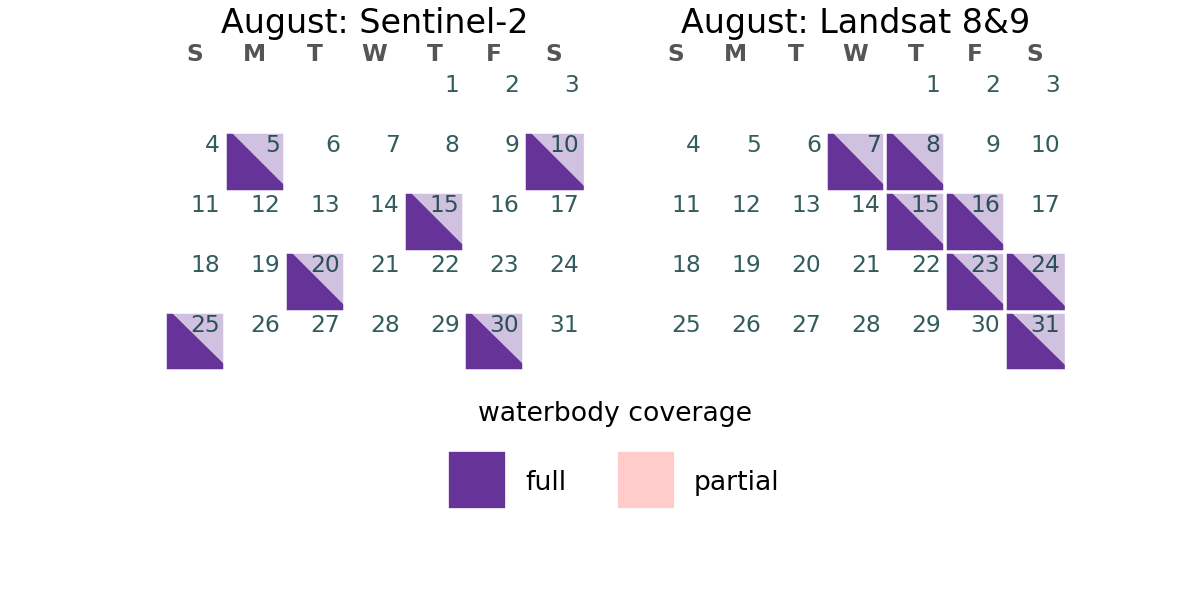 August: Sentinel-2
S M T W T F S
1 2 3
4 5 6 7 8 9 10
11 12 13 14 15 16 17
18 19 20 21 22 23 24
25 26 27 28 29 30 31
August: Landsat 8&9
S M T W T F S
1 2 3
4 5 6 7 8 9 10
11 12 13 14 15 16 17
18 19 20 21 22 23 24
25 26 27 28 29 30 31
waterbody coverage
full partial